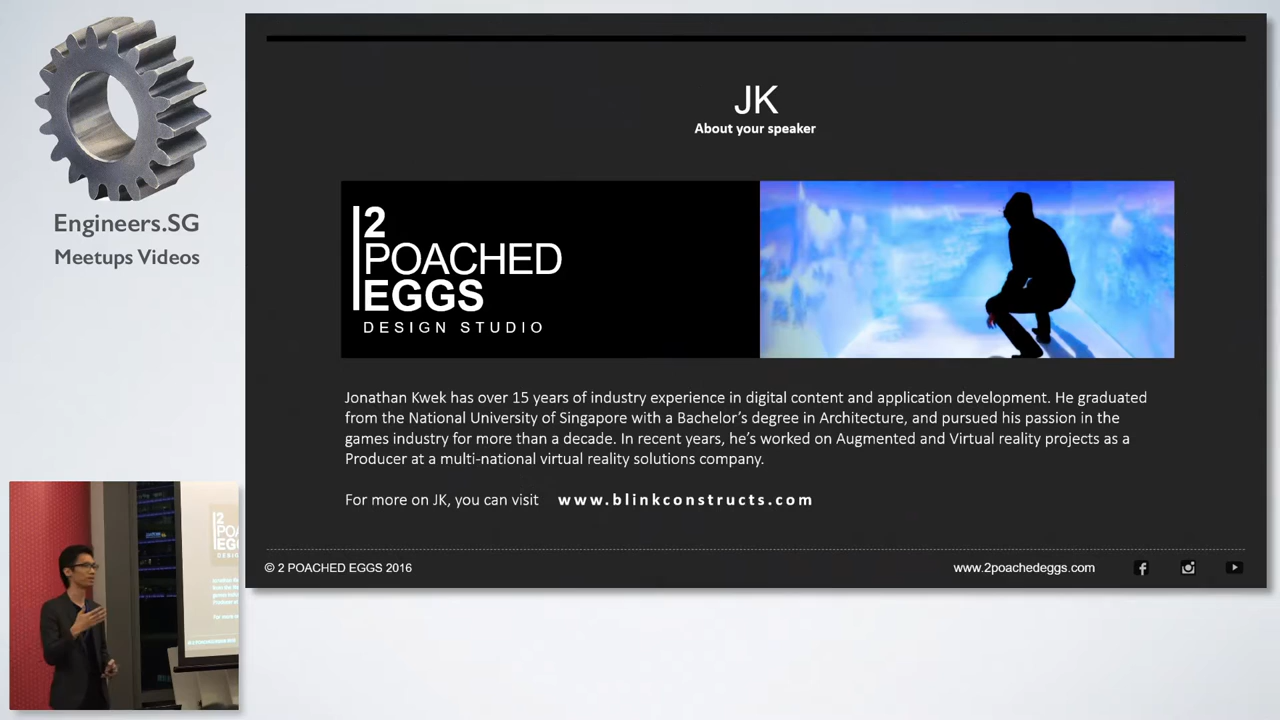 Engineers.SG
Meetups Videos
JK
About your speaker
2
POACHED
EGGS
DESIGN STUDIO
Jonathan Kwek has over 15 years of industry experience in digital content and application development. He graduated
from the National University of Singapore with a Bachelor's degree in Architecture, and pursued his passion in the
games industry for more than a decade. In recent years, he's worked on Augmented and Virtual reality projects as a
Producer at a multi-national virtual reality solutions company.
For more on JK, you can visit www.blinkconstructs.com
© 2 POACHED EGGS 2016
www.2poachedeggs.com
2
POA
EGG